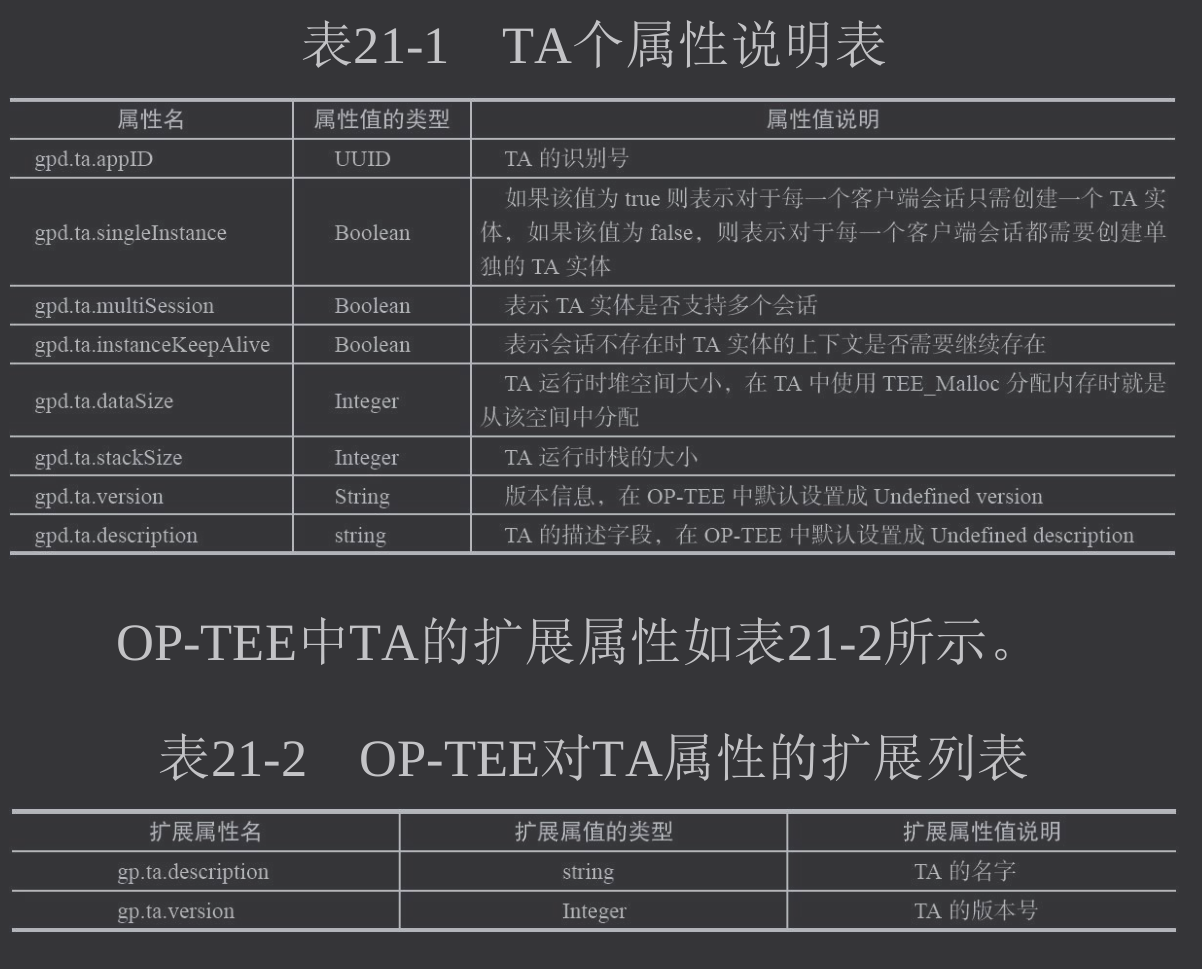 表21-1 TA个属性说明表
属性名 属性值的类型 属性值说明
gpd.ta.appID UUID TA 的识别号
gpd.ta.singleInstance Boolean 如果该值为 true 则表示对于每一个客户端会话只需创建一个 TA 实
体，如果该值为 false，则表示对于每一个客户端会话都需要创建单
独的 TA 实体
gpd.ta.multiSession Boolean 表示 TA 实体是否支持多个会话
gpd.ta.instanceKeepAlive Boolean 表示会话不存在时 TA 实体的上下文是否需要继续存在
gpd.ta.dataSize Integer TA 运行时堆空间大小，在 TA 中使用 TEE_Malloc 分配内存时就是
从该空间中分配
gpd.ta.stackSize Integer TA 运行时栈的大小
gpd.ta.version String 版本信息，在 OP-TEE 中默认设置成 Undefined version
gpd.ta.description string TA 的描述字段，在 OP-TEE 中默认设置成 Undefined description
OP-TEE中TA的扩展属性如表21-2所示。
表21-2 OP-TEE对TA属性的扩展列表
扩展属性名 扩展属值的类型 扩展属性值说明
gp.ta.description string TA 的名字
gp.ta.version Integer TA 的版本号